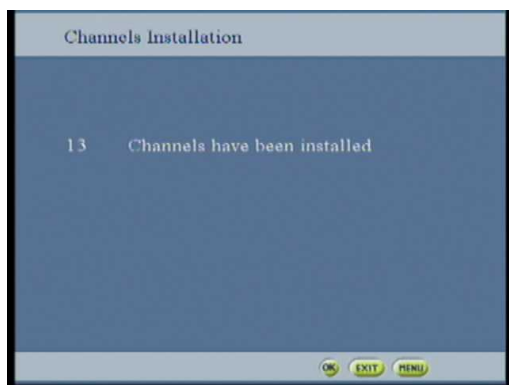 Channels Installation
13 Channels have been installed
OK EXIT MENU